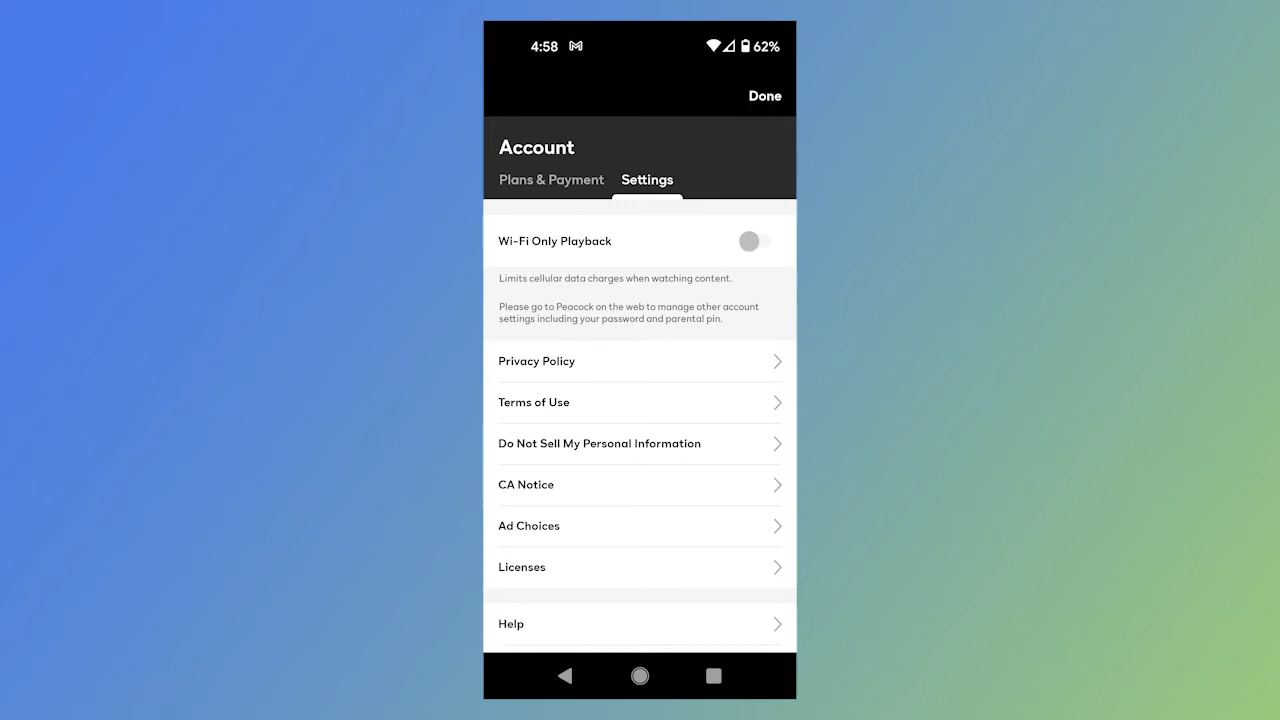 4:58
62%
Done
Account
Plans & Payment
Settings
Wi-Fi Only Playback
Limits cellular data charges when watching content.
Please go to Peacock on the web to manage other account
settings including your password and parental pin.
Privacy Policy
Terms of Use
Do Not Sell My Personal Information
CA Notice
Ad Choices
Licenses
Help